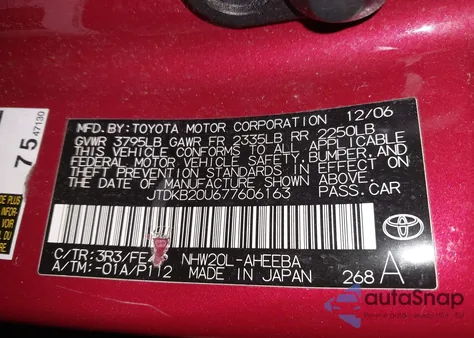 MFD.BY:TOYOTA MOTOR CORPORATION 12/06
GVWR 3795LB GAWR FR 2335LB RR 2250LB
THIS VEHICLE CONFORMS TO ALL APPLICABLE
FEDERAL MOTOR VEHICLE SAFETY, BUMPER, AND
THEFT PREVENTION STANDARDS IN EFFECT ON
THE DATE OF MANUFACTURE SHOWN ABOVE.
JTDKB20U677606163 PASS.CAR
C/TR:3R3/FE NHW20L-AHEEBA
A/TM:-01A/P112 MADE IN JAPAN 268 A
TOYOTA
75 47130
autoSnap